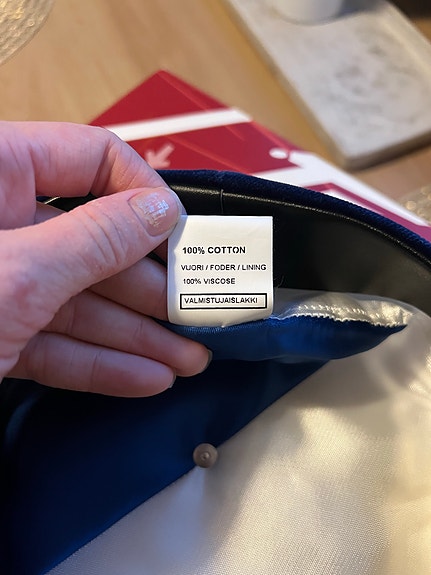 100% COTTON
VUORI / FODER / LINING
100% VISCOSE
VALMISTUJAISLAKKI